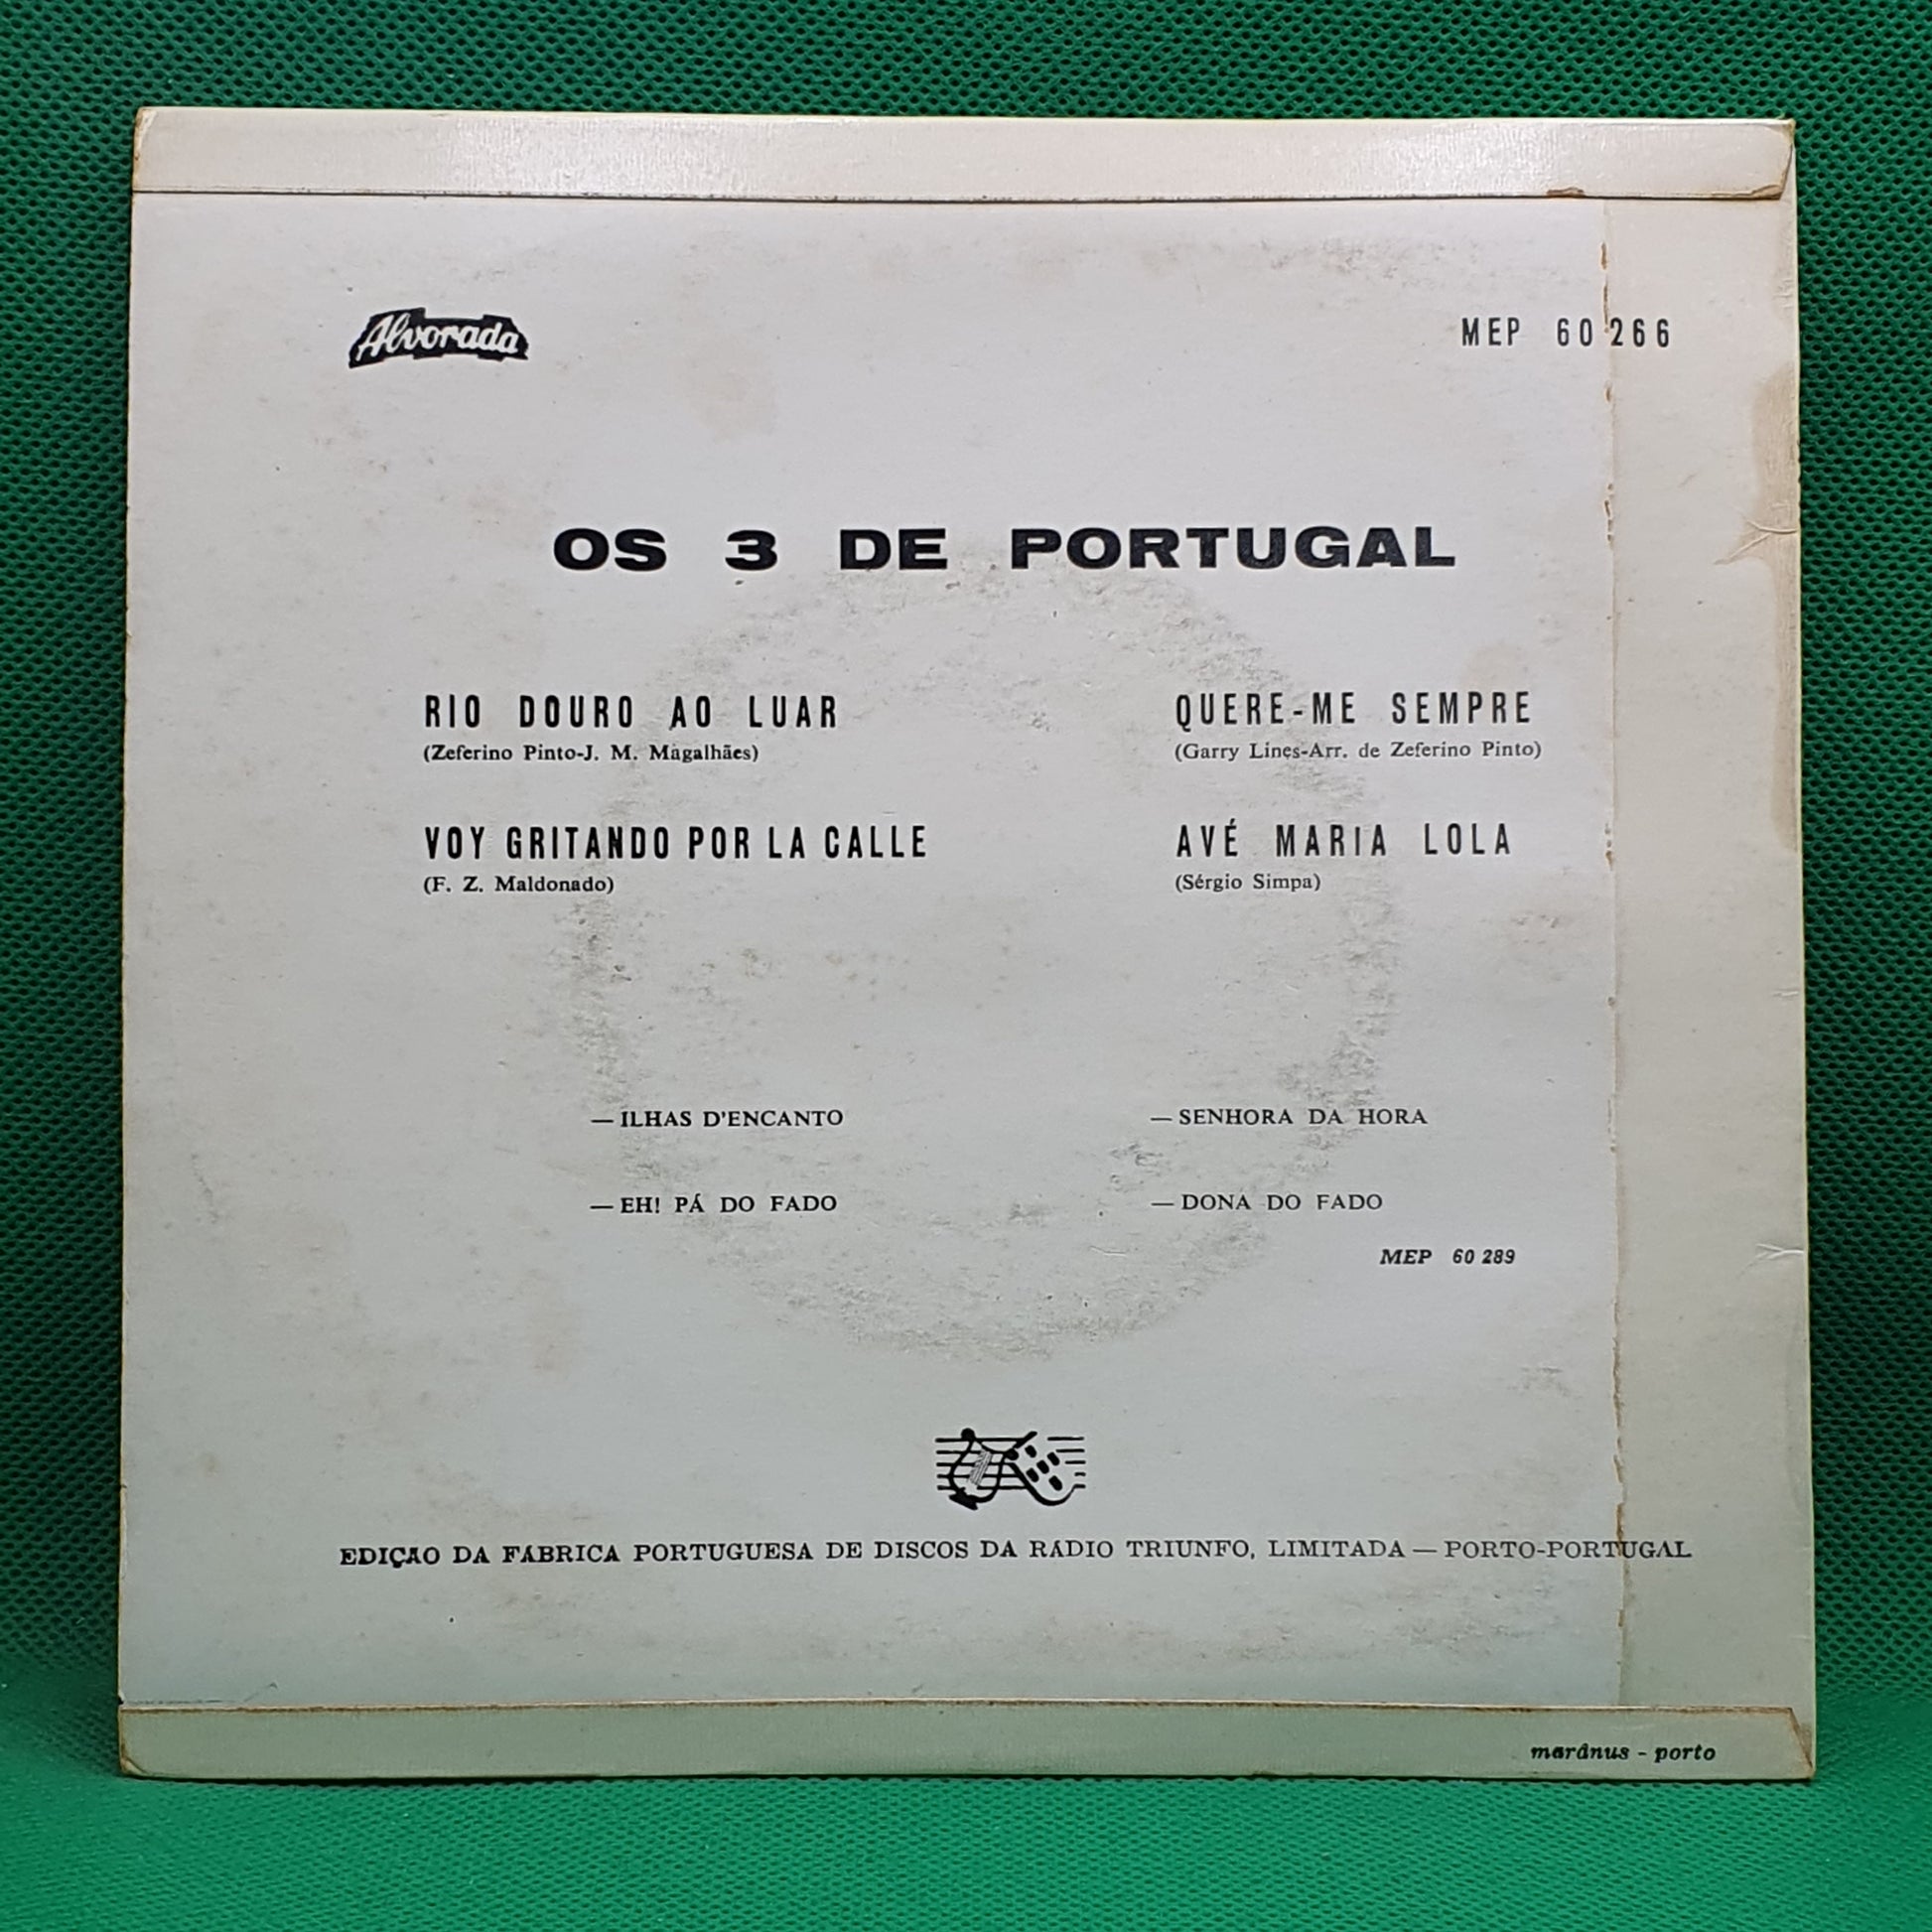 Alvorada
MEP 60 266
OS 3 DE PORTUGAL
RIO DOURO AO LUAR
(Zeferino Pinto-J. M. Magalhães)
VOY GRITANDO POR LA CALLE
(F. Z. Maldonado)
QUERE-ME SEMPRE
(Garry Lines-Arr. de Zeferino Pinto)
AVÉ MARIA LOLA
(Sérgio Simpa)
— ILHAS D'ENCANTO
— EH! PÁ DO FADO
— SENHORA DA HORA
— DONA DO FADO
MEP 60 289
EDIÇÃO DA FÁBRICA PORTUGUESA DE DISCOS DA RÁDIO TRIUNFO, LIMITADA — PORTO-PORTUGAL
marânus - porto